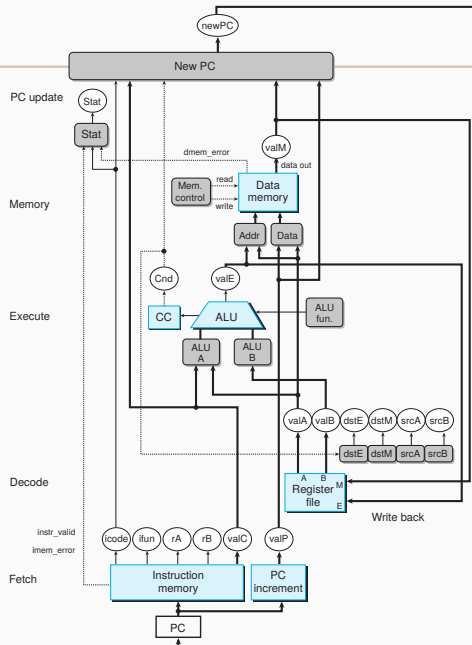 newPC
New PC
PC update
Stat
Stat
valM
data out
dmem_error
read
Mem.
control
write
Data
memory
Memory
Addr
Data
Cnd
valE
CC
ALU
ALU
fun.
Execute
ALU
A
ALU
B
valA
valB
dstE
dstM
srcA
srcB
dstE
dstM
srcA
srcB
A
B
M
Register
file
E
Decode
Write back
instr_valid
imem_error
icode
ifun
rA
rB
valC
valP
Fetch
Instruction
memory
PC
increment
PC